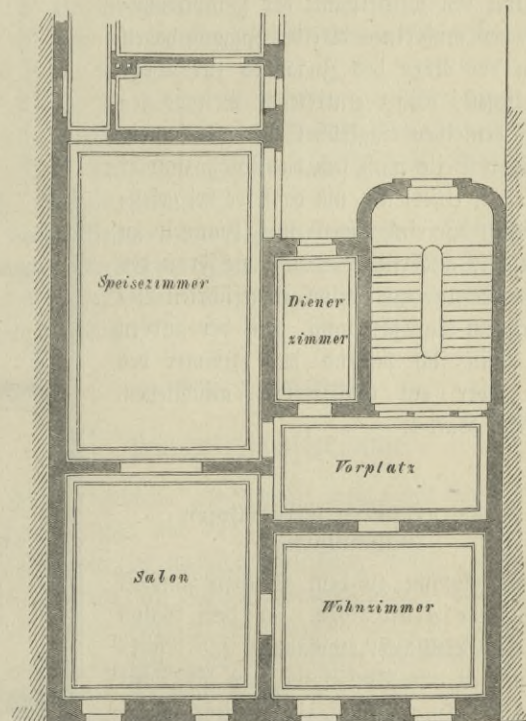 Speisezimmer
Diener
zimmer
Vorplatz
Salon
Wohnzimmer